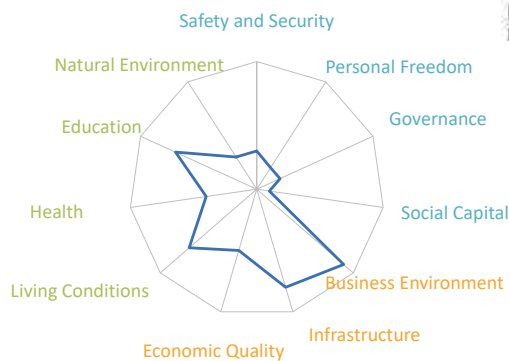 Safety and Security
Natural Environment
Personal Freedom
Education
Governance
Health
Social Capital
Business Environment
Living Conditions
Infrastructure
Economic Quality